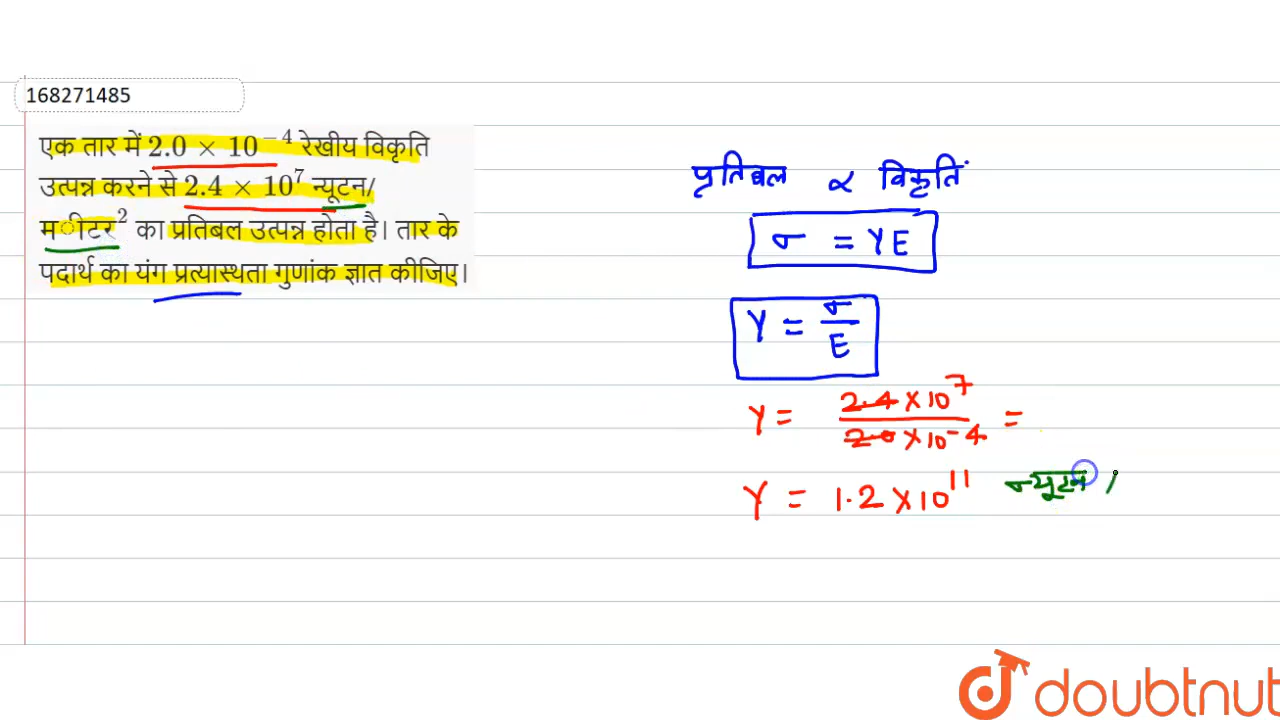 168271485
एक तार में 2.0 × 10⁻⁴ रेखीय विकृति
उत्पन्न करने से 2.4 × 10⁷ न्यूटन/
म◌ीटर² का प्रतिबल उत्पन्न होता है। तार के
पदार्थ का यंग प्रत्यास्थता गुणांक ज्ञात कीजिए।
प्रतिबल ∝ विकृति
σ = YE
Y = σ/E
Y = 2.4 × 10⁷ / 2.0 × 10⁻⁴ =
Y = 1.2 × 10¹¹ न्यूटन /
doubtnut